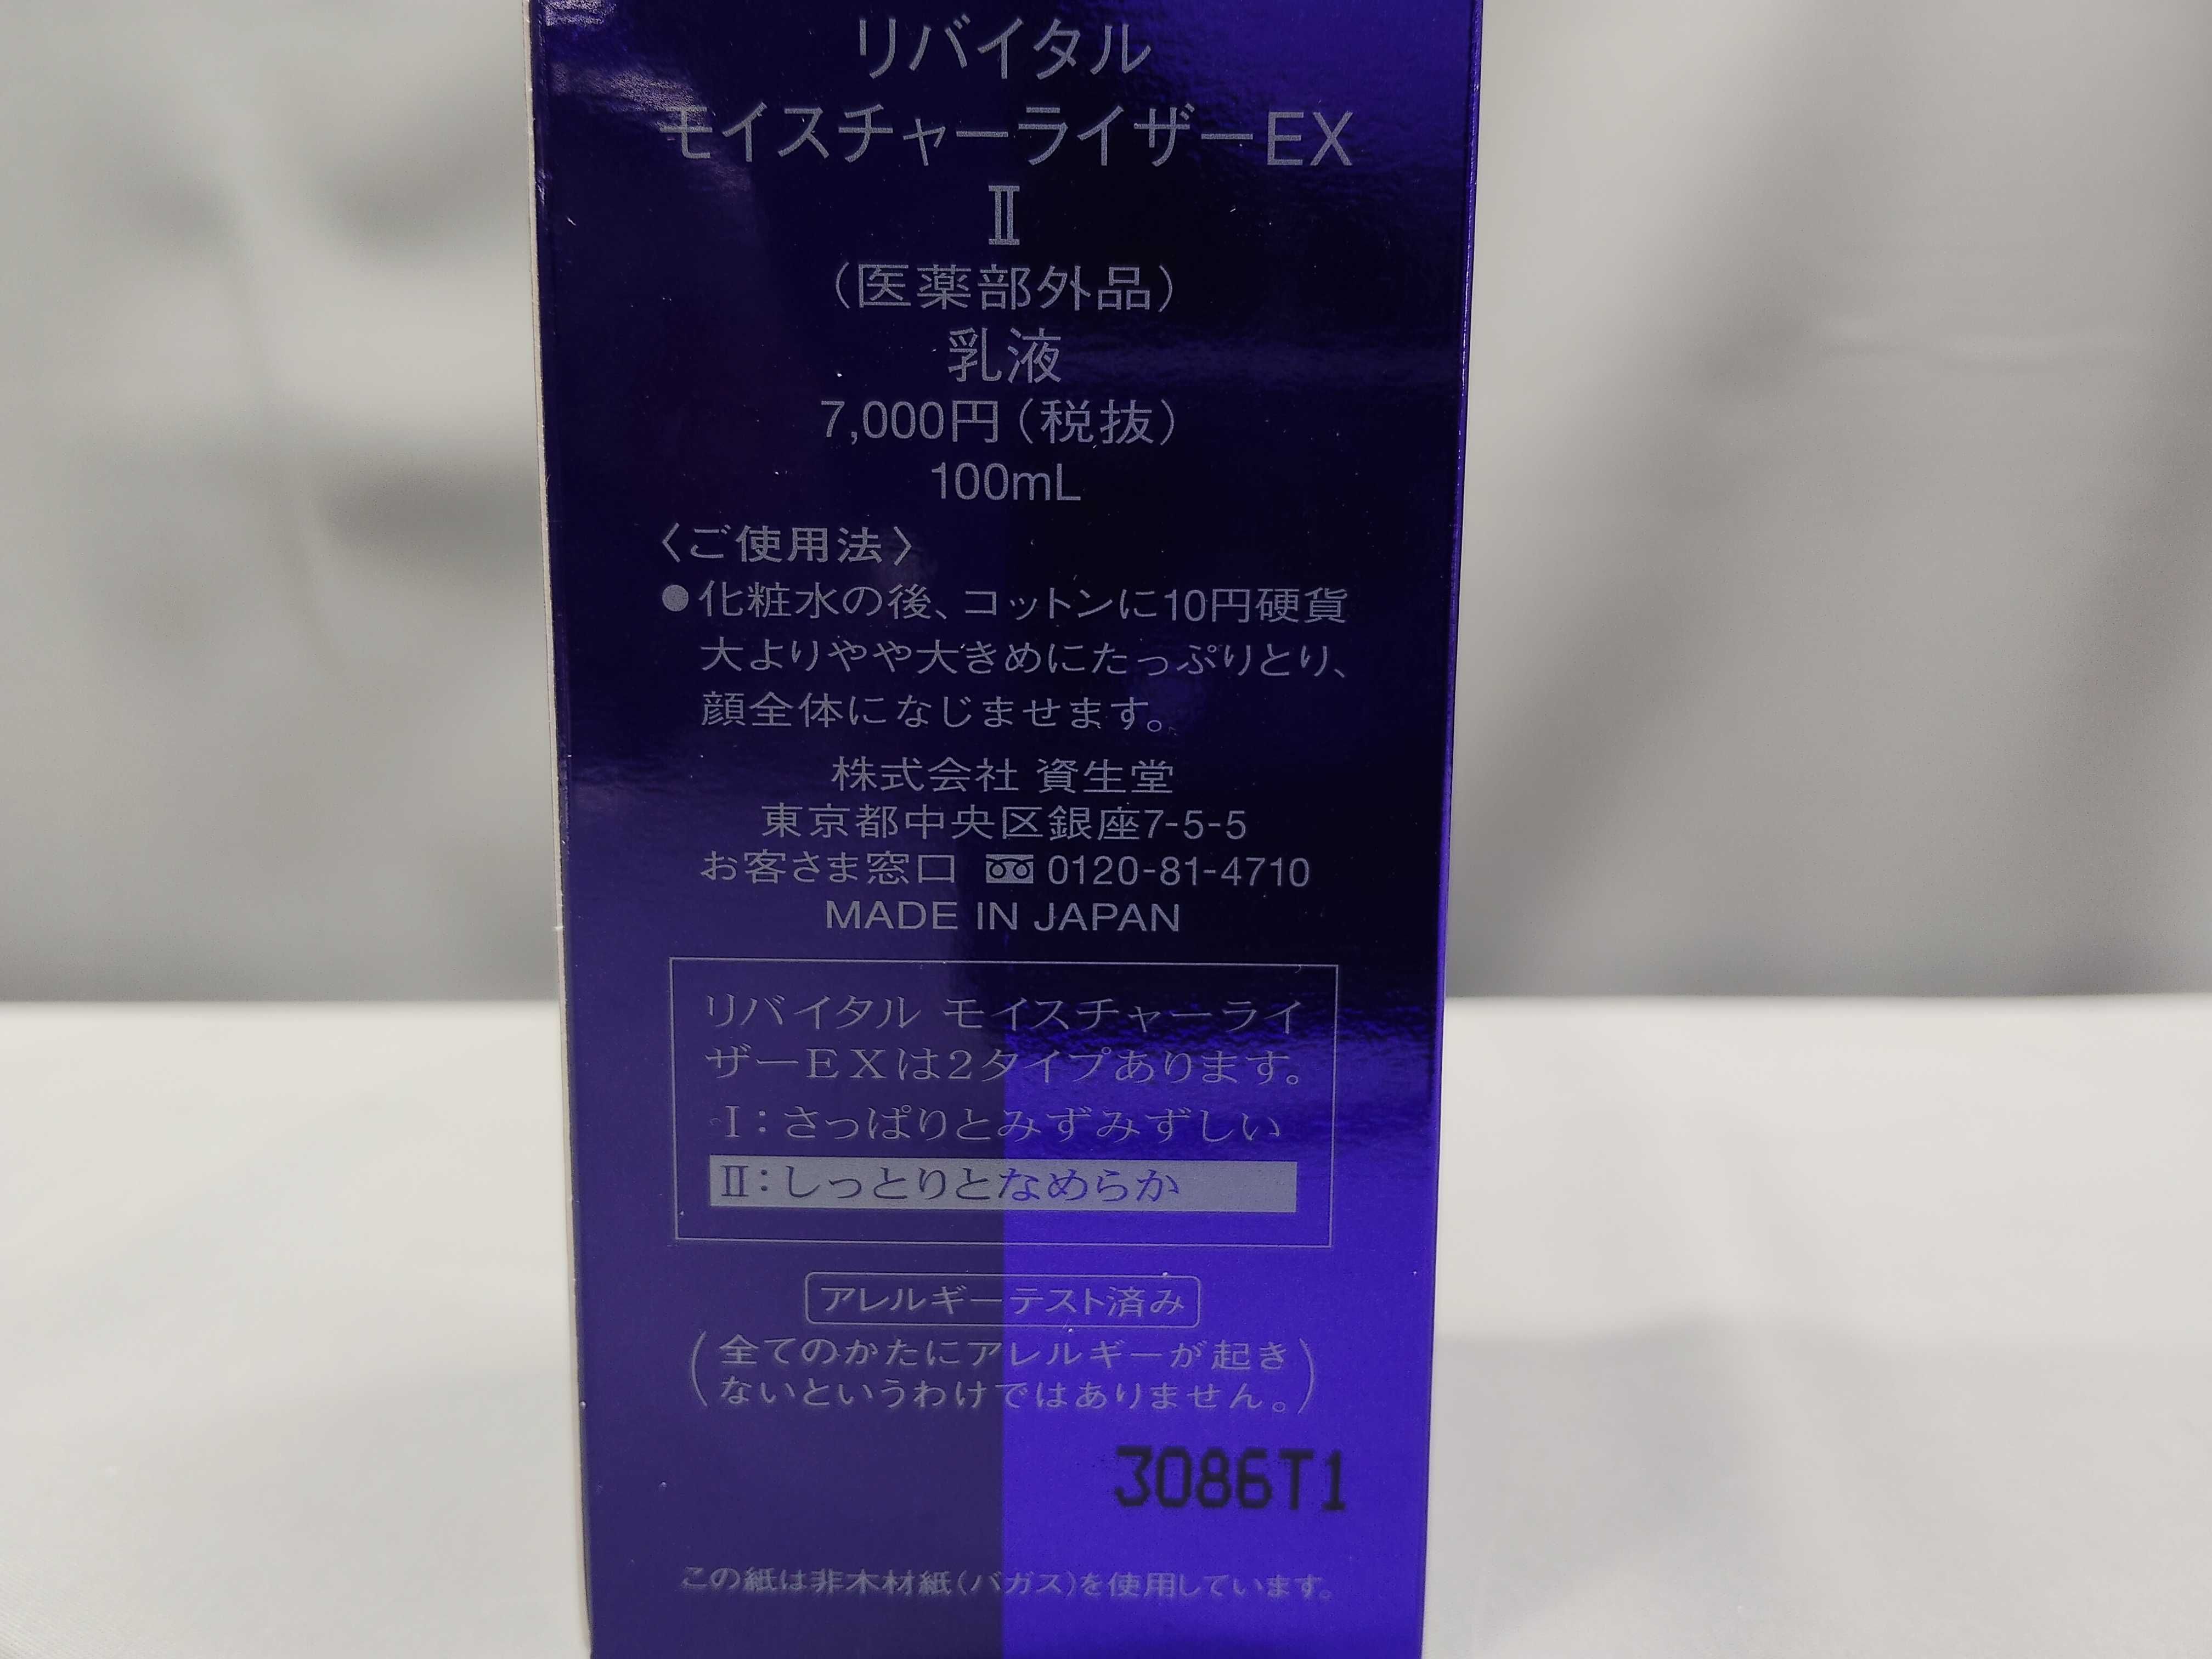 リバイタル
モイスチャーライザーEX
Ⅱ
（医薬部外品）
乳液
7,000円（税抜）
100mL
〈ご使用法〉
●化粧水の後、コットンに10円硬貨
大よりやや大きめにたっぷりとり、
顔全体になじませます。
株式会社 資生堂
東京都中央区銀座7-5-5
お客さま窓口 0120-81-4710
MADE IN JAPAN
リバイタル モイスチャーライ
ザーEXは2タイプあります。
Ⅰ：さっぱりとみずみずしい
Ⅱ：しっとりとなめらか
アレルギーテスト済み
（全てのかたにアレルギーが起き
ないというわけではありません。）
3086T1
この紙は非木材紙（バガス）を使用しています。